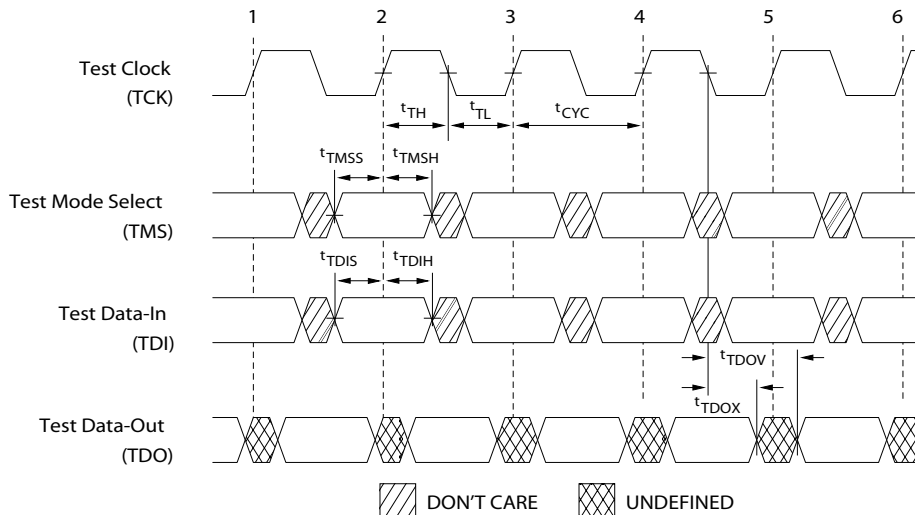 1 2 3 4 5 6
Test Clock
(TCK)
tTH tTL tCYC
tTMSS tTMSH
Test Mode Select
(TMS)
tTDIS tTDIH
Test Data-In
(TDI)
tTDOV
tTDOX
Test Data-Out
(TDO)
DON'T CARE UNDEFINED